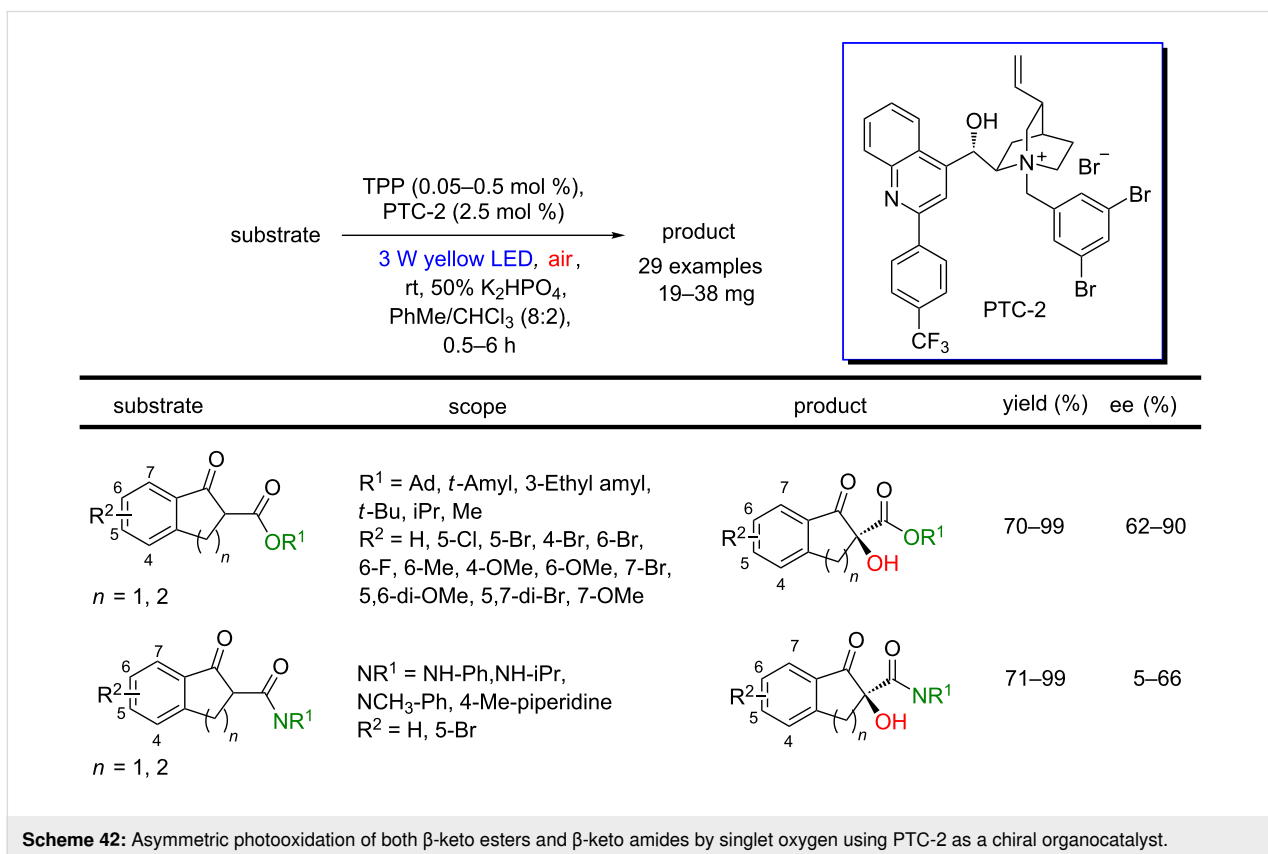 TPP (0.05–0.5 mol %),
PTC-2 (2.5 mol %)
substrate
3 W yellow LED, air,
rt, 50% K₂HPO₄,
PhMe/CHCl₃ (8:2),
0.5–6 h
product
29 examples
19–38 mg
OH
N
N+
Br−
Br
Br
CF₃
PTC-2
substrate scope product yield (%) ee (%)
O
7
6
R²
5
4
O
OR¹
( )n
n = 1, 2
R¹ = Ad, t-Amyl, 3-Ethyl amyl,
t-Bu, iPr, Me
R² = H, 5-Cl, 5-Br, 4-Br, 6-Br,
6-F, 6-Me, 4-OMe, 6-OMe, 7-Br,
5,6-di-OMe, 5,7-di-Br, 7-OMe
O
7
6
R²
5
4
O
OR¹
OH
( )n
70–99 62–90
O
7
6
R²
5
4
O
NR¹
( )n
n = 1, 2
NR¹ = NH-Ph,NH-iPr,
NCH₃-Ph, 4-Me-piperidine
R² = H, 5-Br
O
7
6
R²
5
4
O
NR¹
OH
( )n
71–99 5–66
Scheme 42: Asymmetric photooxidation of both β-keto esters and β-keto amides by singlet oxygen using PTC-2 as a chiral organocatalyst.